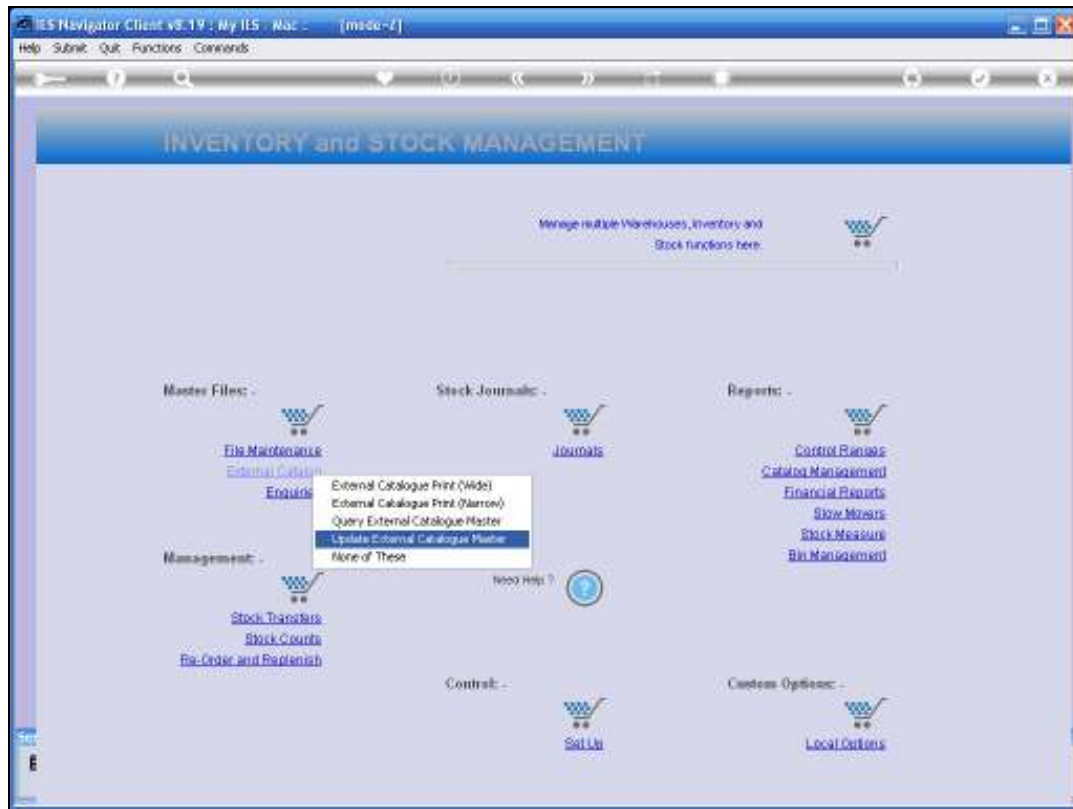 IES Navigator Client v8.19 : My IES - Mac : [mode-Z]
Help Submit Quit Functions Commands
INVENTORY and STOCK MANAGEMENT
Manage multiple Warehouses, Inventory and
Stock functions here.
Master Files: - Stock Journals: - Reports: -
File Maintenance Journals Control Ranges
External Catalog Catalog Management
Enquiries Financial Reports
External Catalogue Print (Wide)
External Catalogue Print (Narrow)
Query External Catalogue Master
Update External Catalogue Master
None of These
Slow Movers
Stock Measure
Bin Management
Management: -
Need Help ?
Stock Transfers
Stock Counts
Re-Order and Replenish
Control: - Custom Options: -
Set Up Local Options